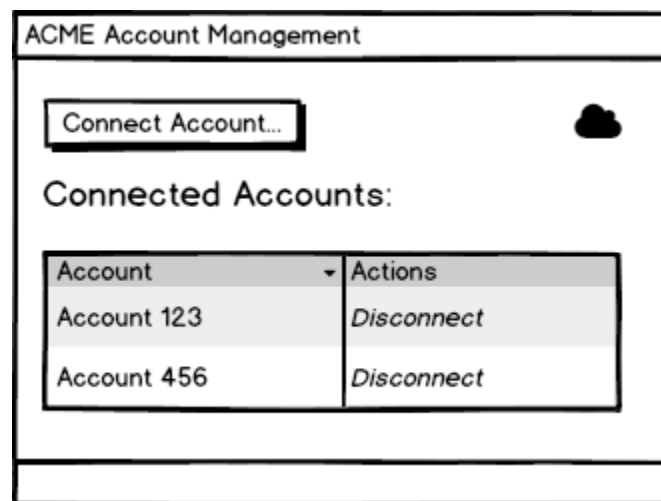 ACME Account Management
Connect Account...
Connected Accounts:
Account Actions
Account 123 Disconnect
Account 456 Disconnect